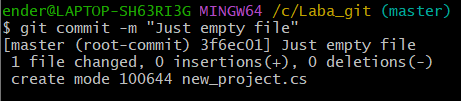 ender@LAPTOP-SH63RI3G MINGW64 /c/Laba_git (master)
$ git commit -m "Just empty file"
[master (root-commit) 3f6ec01] Just empty file
 1 file changed, 0 insertions(+), 0 deletions(-)
 create mode 100644 new_project.cs